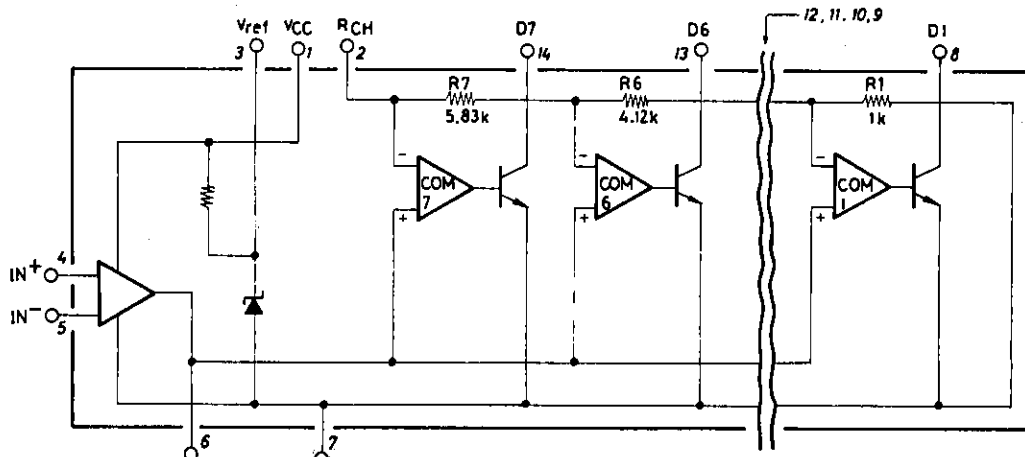 12, 11. 10, 9
Vref
3
VCC
1
RCH
2
D7
14
D6
13
D1
8
R7
5.83k
R6
4.12k
R1
1k
-
COM
7
+
-
COM
6
+
-
COM
1
+
IN+
4
IN-
5
6
7